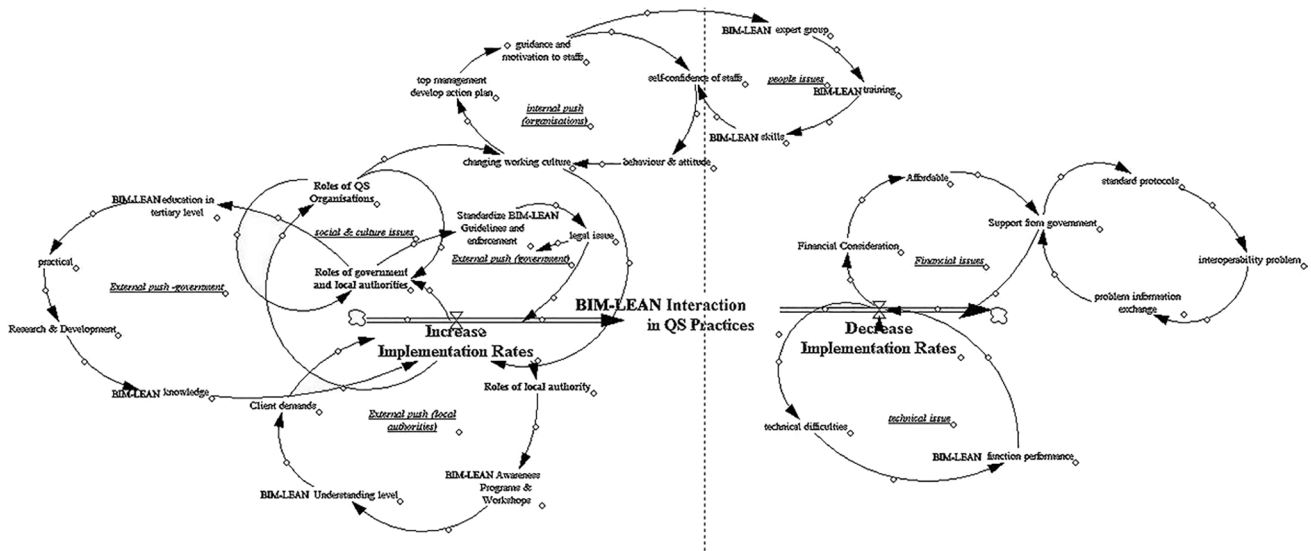 guidance and
motivation to staffs
BIM-LEAN expert group
top management
develop action plan
self-confidence of staffs
people issues
BIM-LEAN training
internal push
(organisations)
BIM-LEAN skills
changing working culture
behaviour & attitude
Roles of QS
Organisations
BIM-LEAN education in
tertiary level
Standardize BIM-LEAN
Guidelines and
enforcement
legal issue
social & culture issues
External push (government)
practical
Roles of government
and local authorities
External push -government
Research & Development
BIM-LEAN Interaction
in QS Practices
Increase
Implementation Rates
BIM-LEAN knowledge
Client demands
Roles of local authority
External push (local
authorities)
BIM-LEAN Awareness
Programs &
Workshops
BIM-LEAN Understanding level
Affordable
standard protocols
Support from government
Financial Consideration
Financial issues
interoperability problem
problem information
exchange
Decrease
Implementation Rates
technical difficulties
technical issue
BIM-LEAN function performance